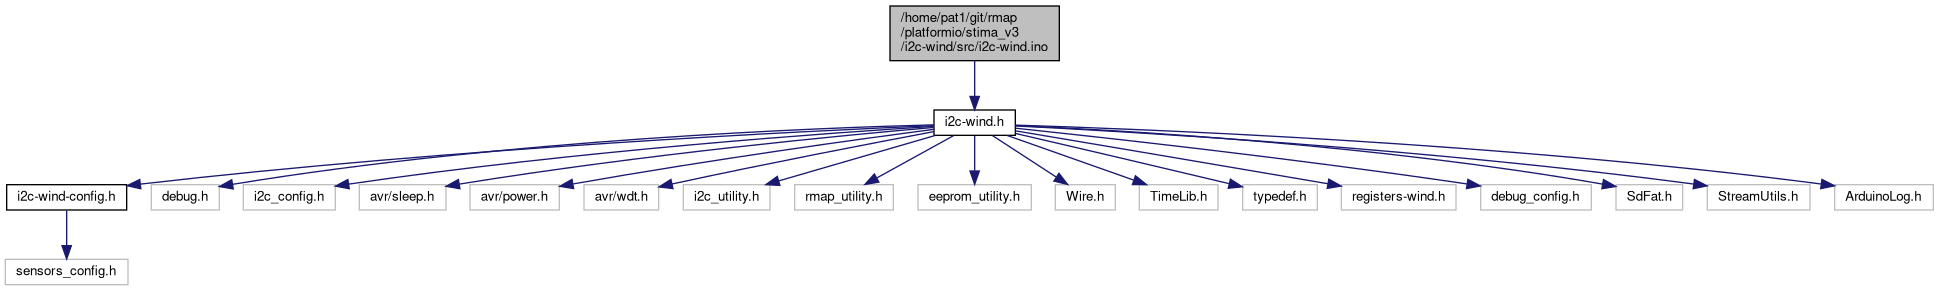 /home/pat1/git/rmap
/platformio/stima_v3
/i2c-wind/src/i2c-wind.ino
i2c-wind.h
i2c-wind-config.h
debug.h
i2c_config.h
avr/sleep.h
avr/power.h
avr/wdt.h
i2c_utility.h
rmap_utility.h
eeprom_utility.h
Wire.h
TimeLib.h
typedef.h
registers-wind.h
debug_config.h
SdFat.h
StreamUtils.h
ArduinoLog.h
sensors_config.h